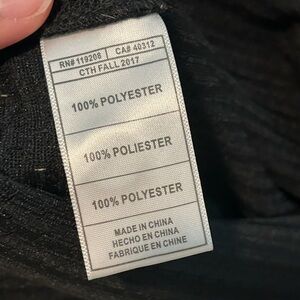 RN# 119208 CA# 40312
CTH FALL 2017
100% POLYESTER
100% POLIESTER
100% POLYESTER
MADE IN CHINA
HECHO EN CHINA
FABRIQUE EN CHINE